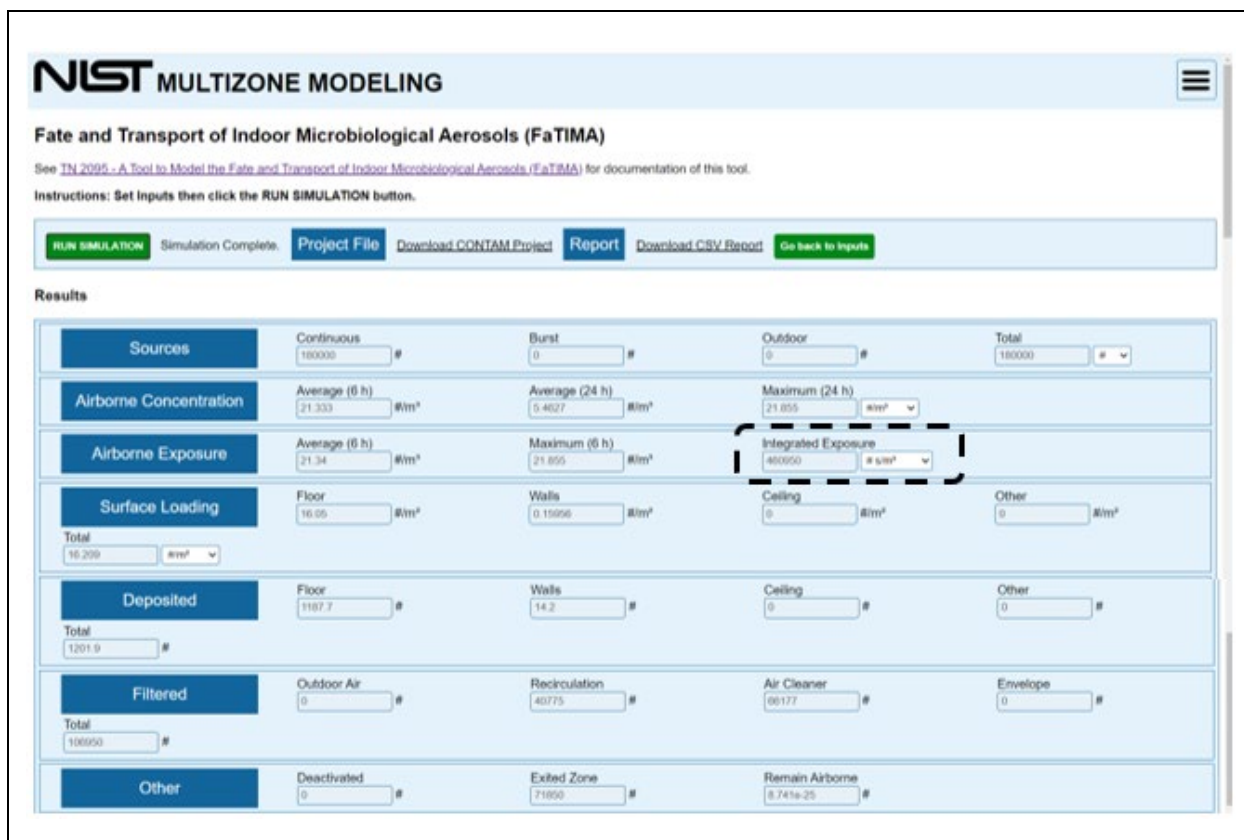 NIST MULTIZONE MODELING
Fate and Transport of Indoor Microbiological Aerosols (FaTIMA)
See TN 2095 - A Tool to Model the Fate and Transport of Indoor Microbiological Aerosols (FaTIMA) for documentation of this tool.
Instructions: Set Inputs then click the RUN SIMULATION button.
RUN SIMULATION Simulation Complete. Project File Download CONTAM Project Report Download CSV Report Go back to Inputs
Results
Sources Continuous 180000 # Burst 0 # Outdoor 0 # Total 180000 #
Airborne Concentration Average (6 h) 21.333 #/m³ Average (24 h) 5.4627 #/m³ Maximum (24 h) 21.855 #/m³
Airborne Exposure Average (6 h) 21.34 #/m³ Maximum (6 h) 21.855 #/m³ Integrated Exposure 460950 # s/m³
Surface Loading Floor 16.05 #/m² Walls 0.15956 #/m² Ceiling 0 #/m² Other 0 #/m²
Total
16.209 #/m²
Deposited Floor 1187.7 # Walls 14.2 # Ceiling 0 # Other 0 #
Total
1201.9 #
Filtered Outdoor Air 0 # Recirculation 40775 # Air Cleaner 66177 # Envelope 0 #
Total
106950 #
Other Deactivated 0 # Exited Zone 71850 # Remain Airborne 8.741e-25 #